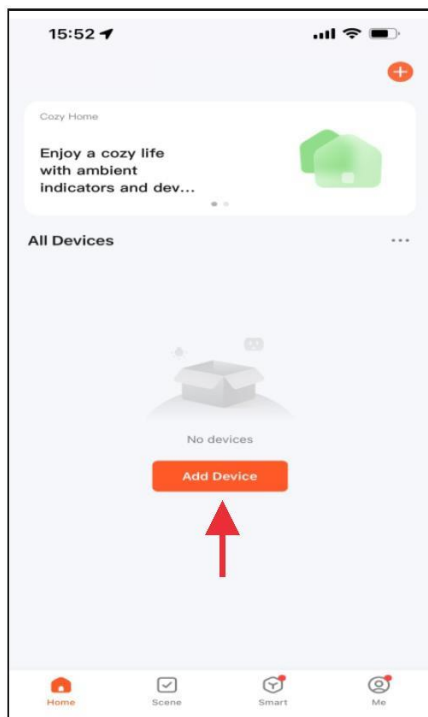 15:52
Cozy Home
Enjoy a cozy life
with ambient
indicators and dev...
All Devices
No devices
Add Device
Home
Scene
Smart
Me